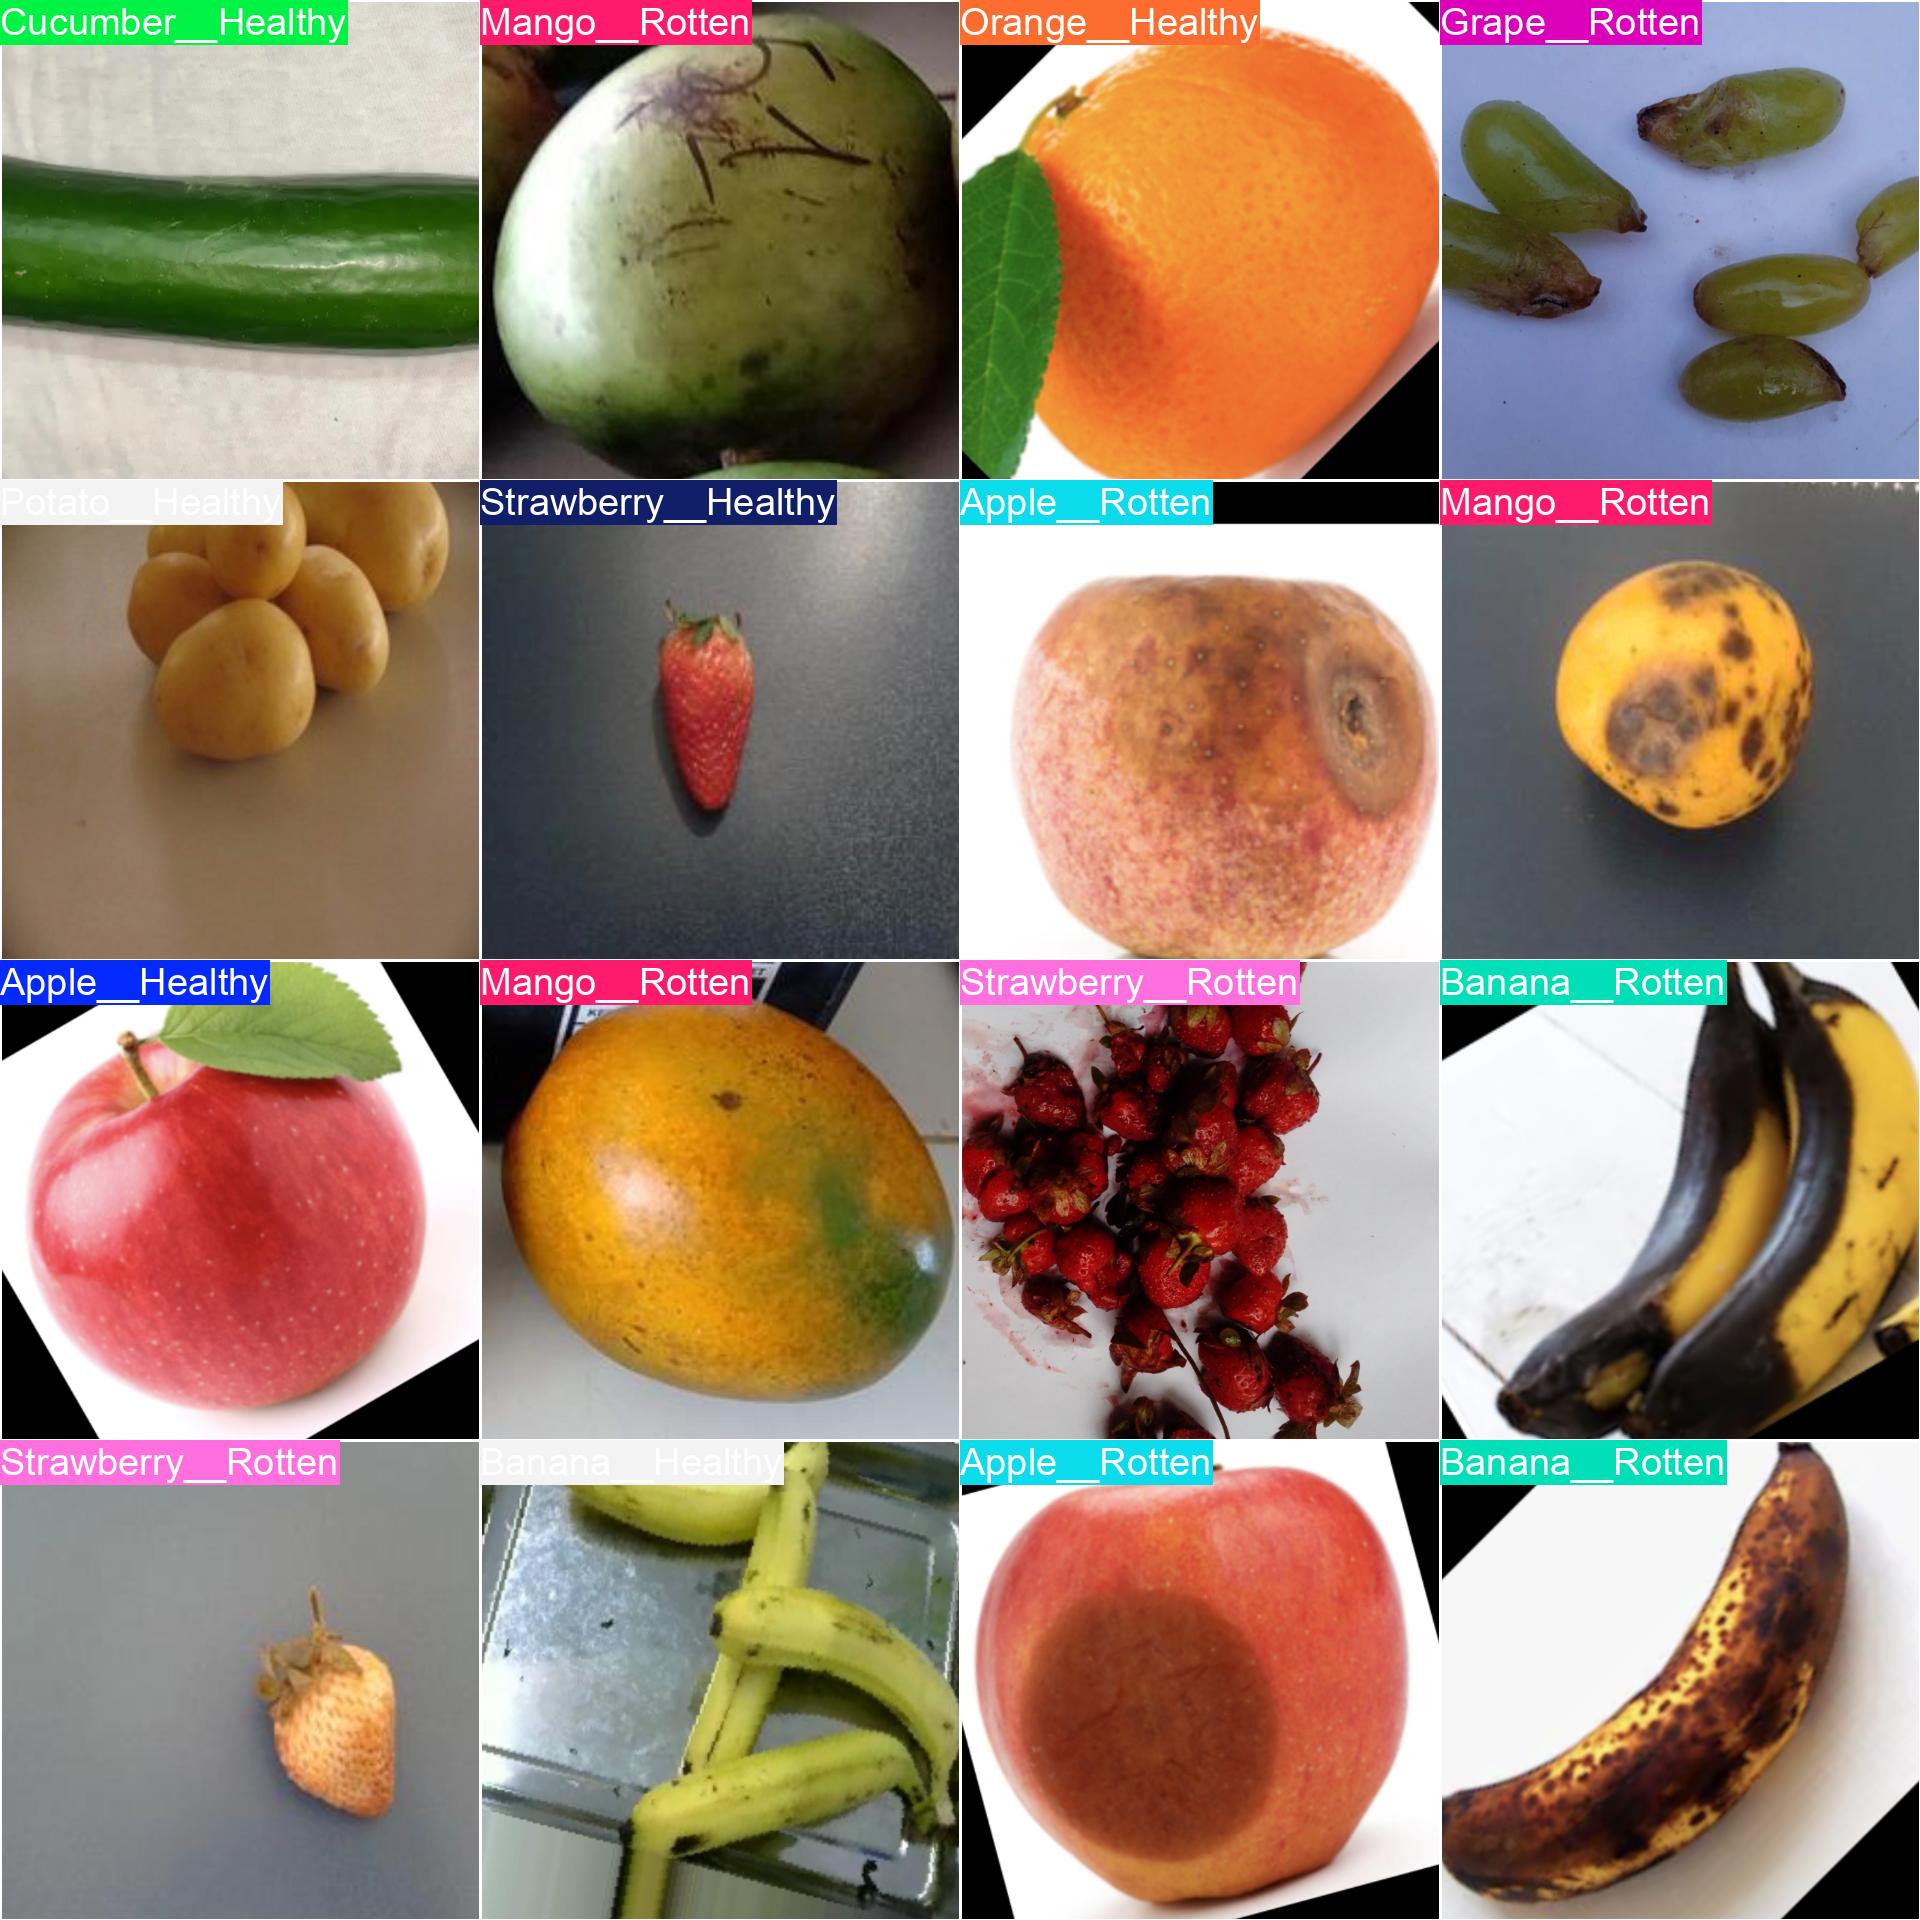 Cucumber__Healthy
Mango__Rotten
Orange__Healthy
Grape__Rotten
Potato__Healthy
Strawberry__Healthy
Apple__Rotten
Mango__Rotten
Apple__Healthy
Mango__Rotten
Strawberry__Rotten
Banana__Rotten
Strawberry__Rotten
Banana__Healthy
Apple__Rotten
Banana__Rotten